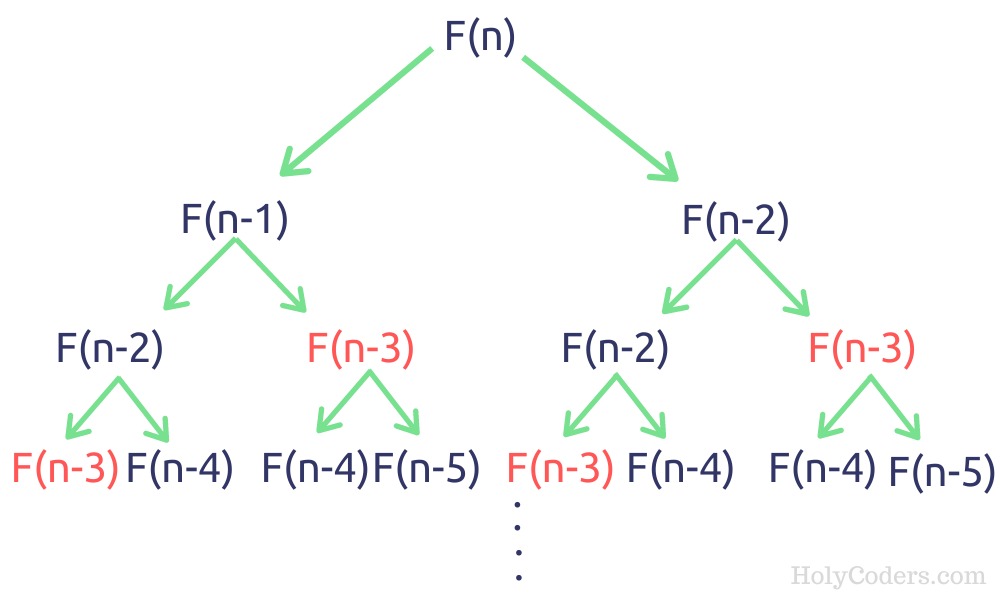 F(n)
F(n-1) F(n-2)
F(n-2) F(n-3) F(n-2) F(n-3)
F(n-3) F(n-4) F(n-4) F(n-5) F(n-3) F(n-4) F(n-4) F(n-5)
HolyCoders.com